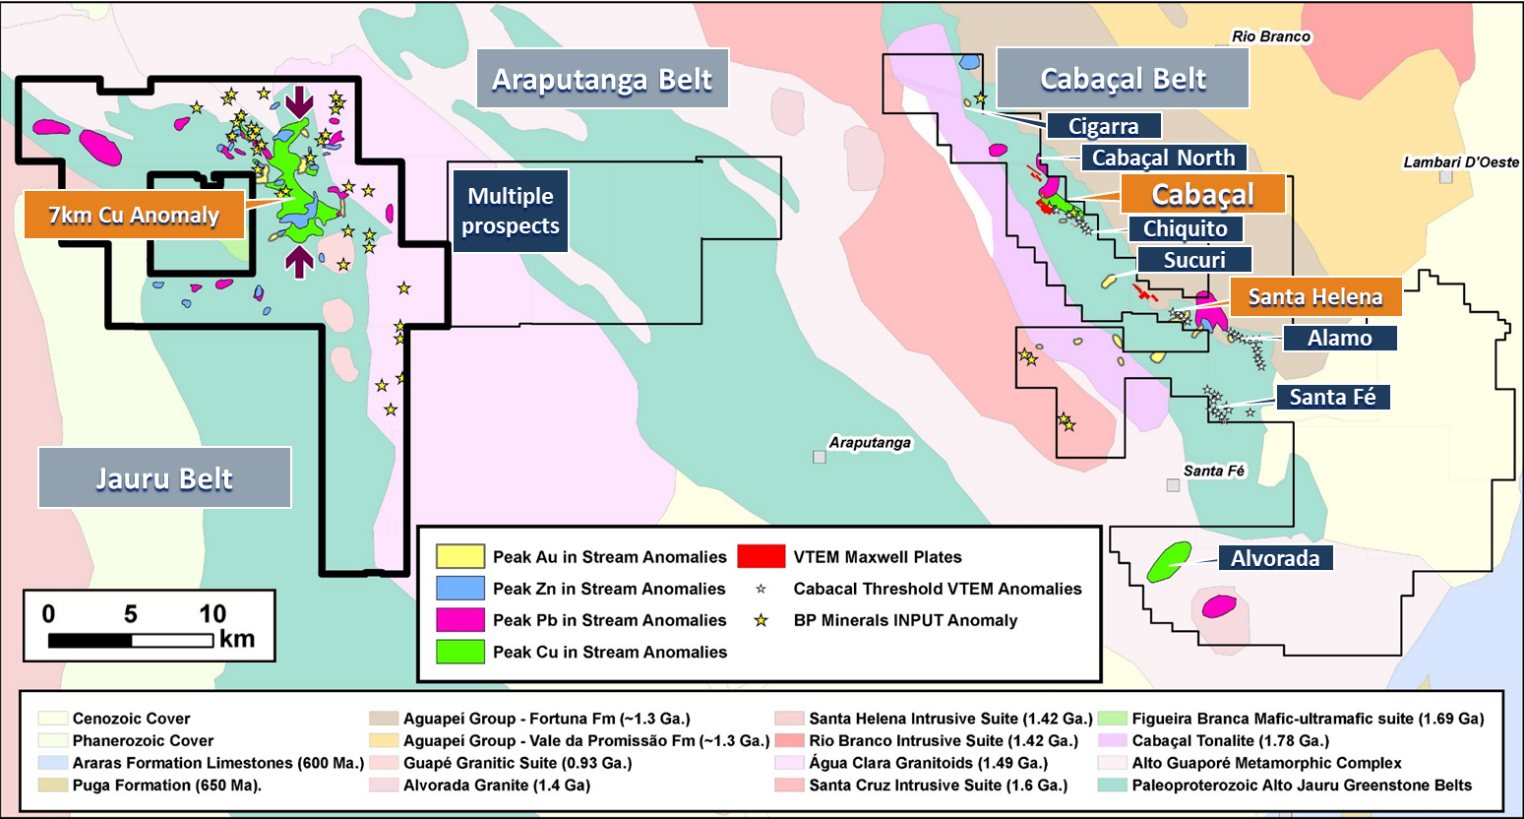 Rio Branco
Araputanga Belt
Cabaçal Belt
Cigarra
Cabaçal North
Lambari D'Oeste
Cabaçal
7km Cu Anomaly
Multiple
prospects
Chiquito
Sucuri
Santa Helena
Alamo
Santa Fé
Araputanga
Santa Fé
Jauru Belt
Alvorada
0 5 10
km
Peak Au in Stream Anomalies
Peak Zn in Stream Anomalies
Peak Pb in Stream Anomalies
Peak Cu in Stream Anomalies
VTEM Maxwell Plates
Cabacal Threshold VTEM Anomalies
BP Minerals INPUT Anomaly
Cenozoic Cover
Phanerozoic Cover
Araras Formation Limestones (600 Ma.)
Puga Formation (650 Ma).
Aguapeí Group - Fortuna Fm (~1.3 Ga.)
Aguapeí Group - Vale da Promissão Fm (~1.3 Ga.)
Guapé Granitic Suite (0.93 Ga.)
Alvorada Granite (1.4 Ga)
Santa Helena Intrusive Suite (1.42 Ga.)
Rio Branco Intrusive Suite (1.42 Ga.)
Água Clara Granitoids (1.49 Ga.)
Santa Cruz Intrusive Suite (1.6 Ga.)
Figueira Branca Mafic-ultramafic suite (1.69 Ga)
Cabaçal Tonalite (1.78 Ga.)
Alto Guaporé Metamorphic Complex
Paleoproterozoic Alto Jauru Greenstone Belts